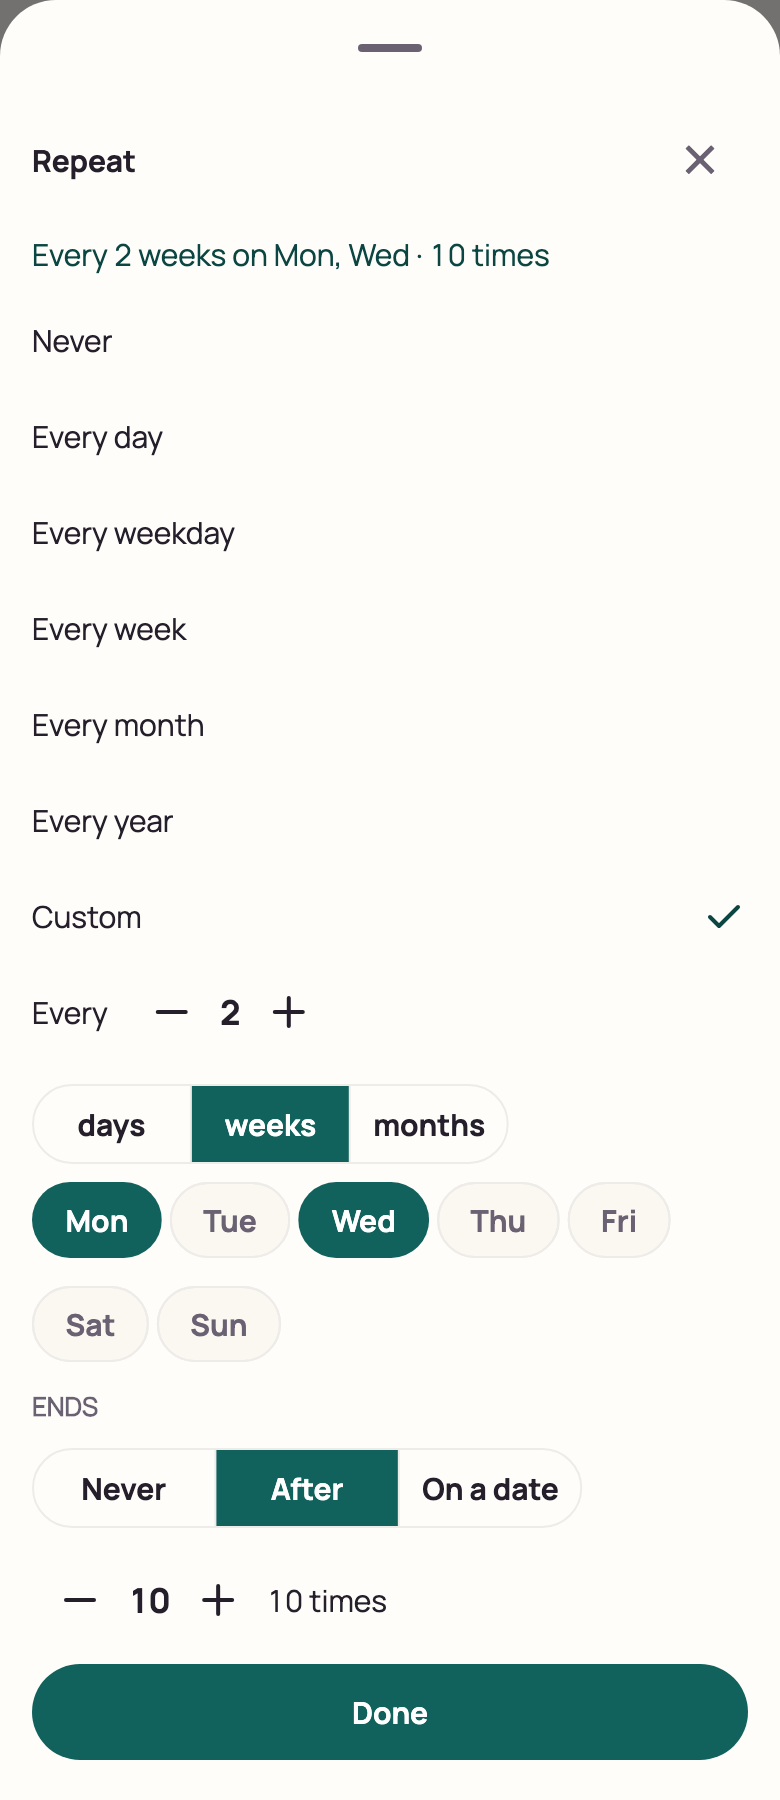 Repeat
Every 2 weeks on Mon, Wed · 10 times
Never
Every day
Every weekday
Every week
Every month
Every year
Custom
Every 2
days weeks months
Mon Tue Wed Thu Fri
Sat Sun
ENDS
Never After On a date
10 10 times
Done